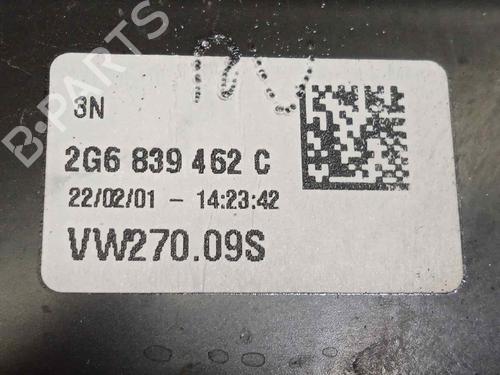 B-PARTS
3N
2G6 839 462 C
22/02/01 - 14:23:42
VW270.09S